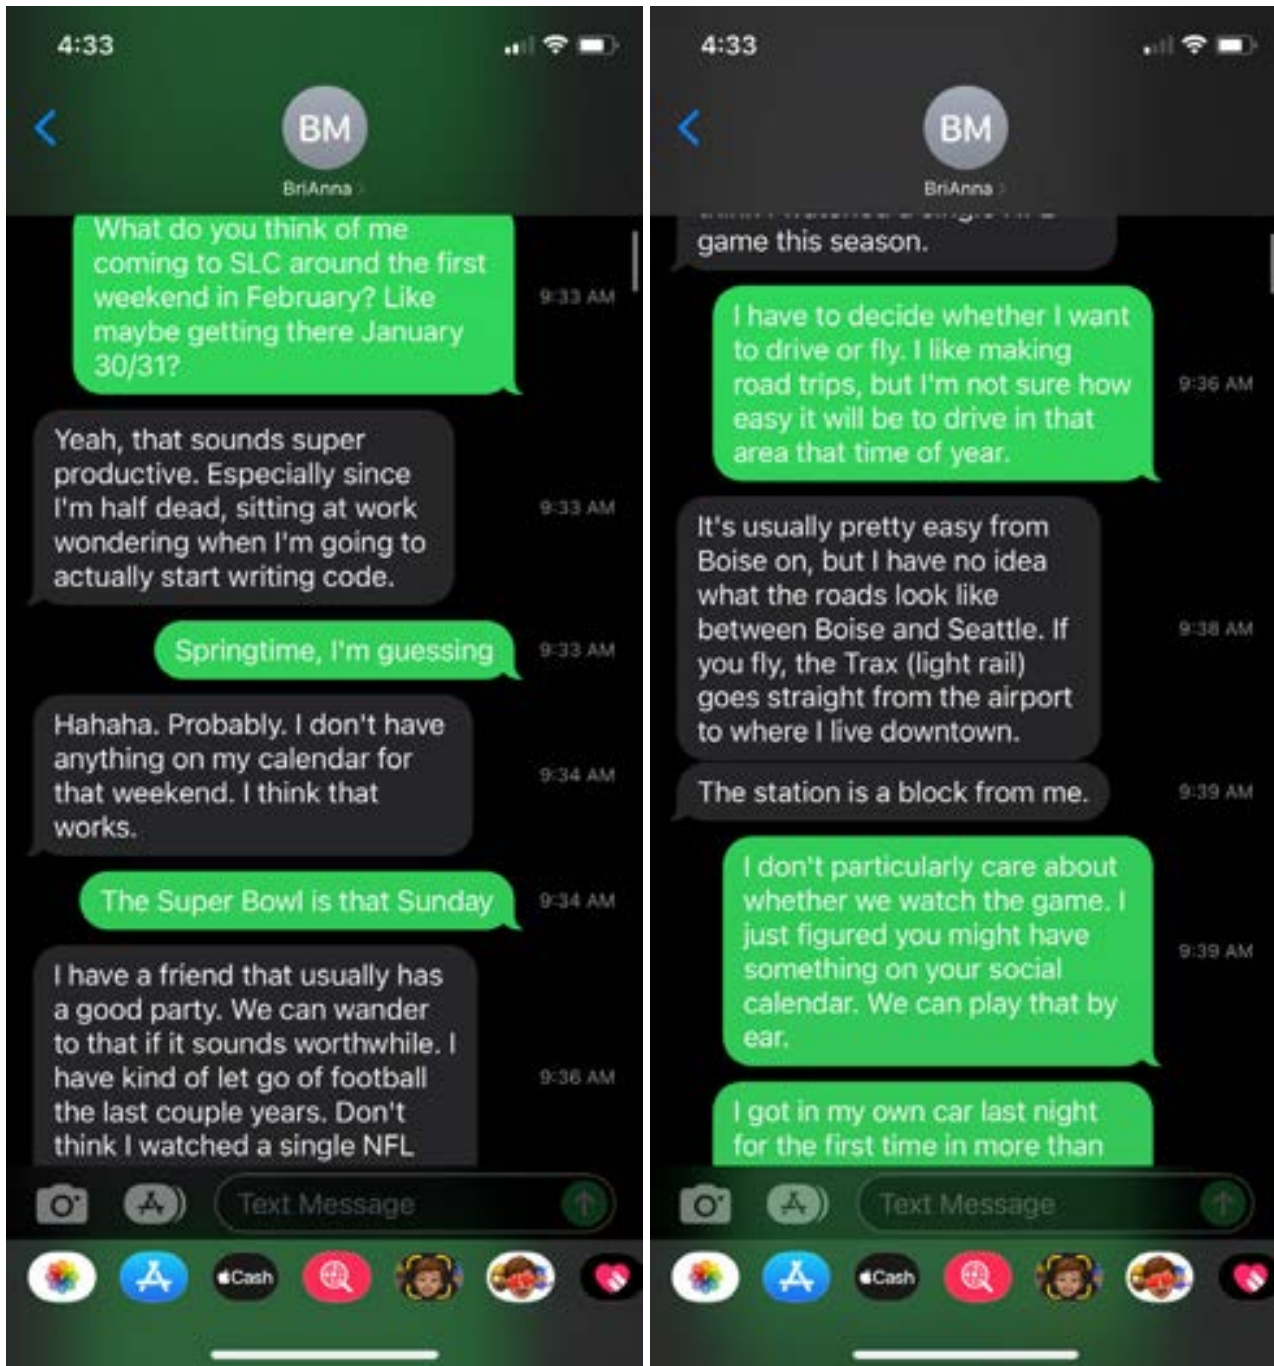 4:33
BM
BriAnna
What do you think of me
coming to SLC around the first
weekend in February? Like
maybe getting there January
30/31?
9:33 AM
Yeah, that sounds super
productive. Especially since
I'm half dead, sitting at work
wondering when I'm going to
actually start writing code.
9:33 AM
Springtime, I'm guessing
9:33 AM
Hahaha. Probably. I don't have
anything on my calendar for
that weekend. I think that
works.
9:34 AM
The Super Bowl is that Sunday
9:34 AM
I have a friend that usually has
a good party. We can wander
to that if it sounds worthwhile. I
have kind of let go of football
the last couple years. Don't
think I watched a single NFL
9:36 AM
Text Message
Cash
4:33
BM
BriAnna
think I watched a single NFL
game this season.
I have to decide whether I want
to drive or fly. I like making
road trips, but I'm not sure how
easy it will be to drive in that
area that time of year.
9:36 AM
It's usually pretty easy from
Boise on, but I have no idea
what the roads look like
between Boise and Seattle. If
you fly, the Trax (light rail)
goes straight from the airport
to where I live downtown.
9:38 AM
The station is a block from me.
9:39 AM
I don't particularly care about
whether we watch the game. I
just figured you might have
something on your social
calendar. We can play that by
ear.
9:39 AM
I got in my own car last night
for the first time in more than
Text Message
Cash